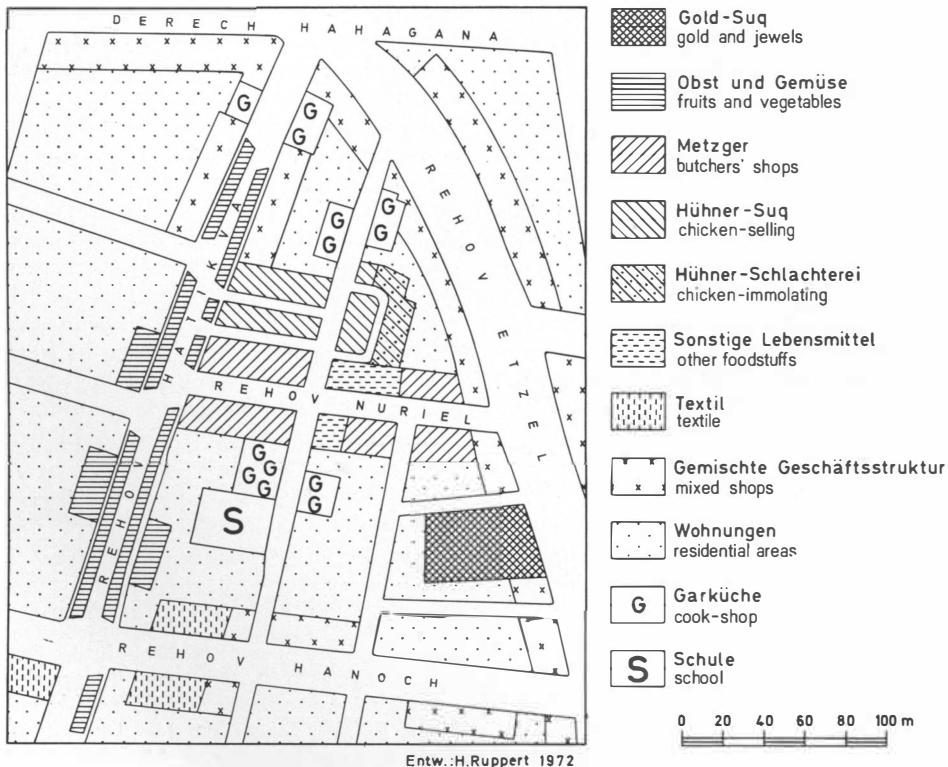 DERECH HAHAGANA
REHOV ETZEL
REHOV HATIKVA
REHOV NURIEL
REHOV HANOCH
G
G
G
G
G
G
G
G
G
G
G
G
G
S
Entw.:H.Ruppert 1972
Gold-Suq
gold and jewels
Obst und Gemüse
fruits and vegetables
Metzger
butchers' shops
Hühner-Suq
chicken-selling
Hühner-Schlachterei
chicken-immolating
Sonstige Lebensmittel
other foodstuffs
Textil
textile
Gemischte Geschäftsstruktur
mixed shops
Wohnungen
residential areas
G Garküche
cook-shop
S Schule
school
0 20 40 60 80 100 m